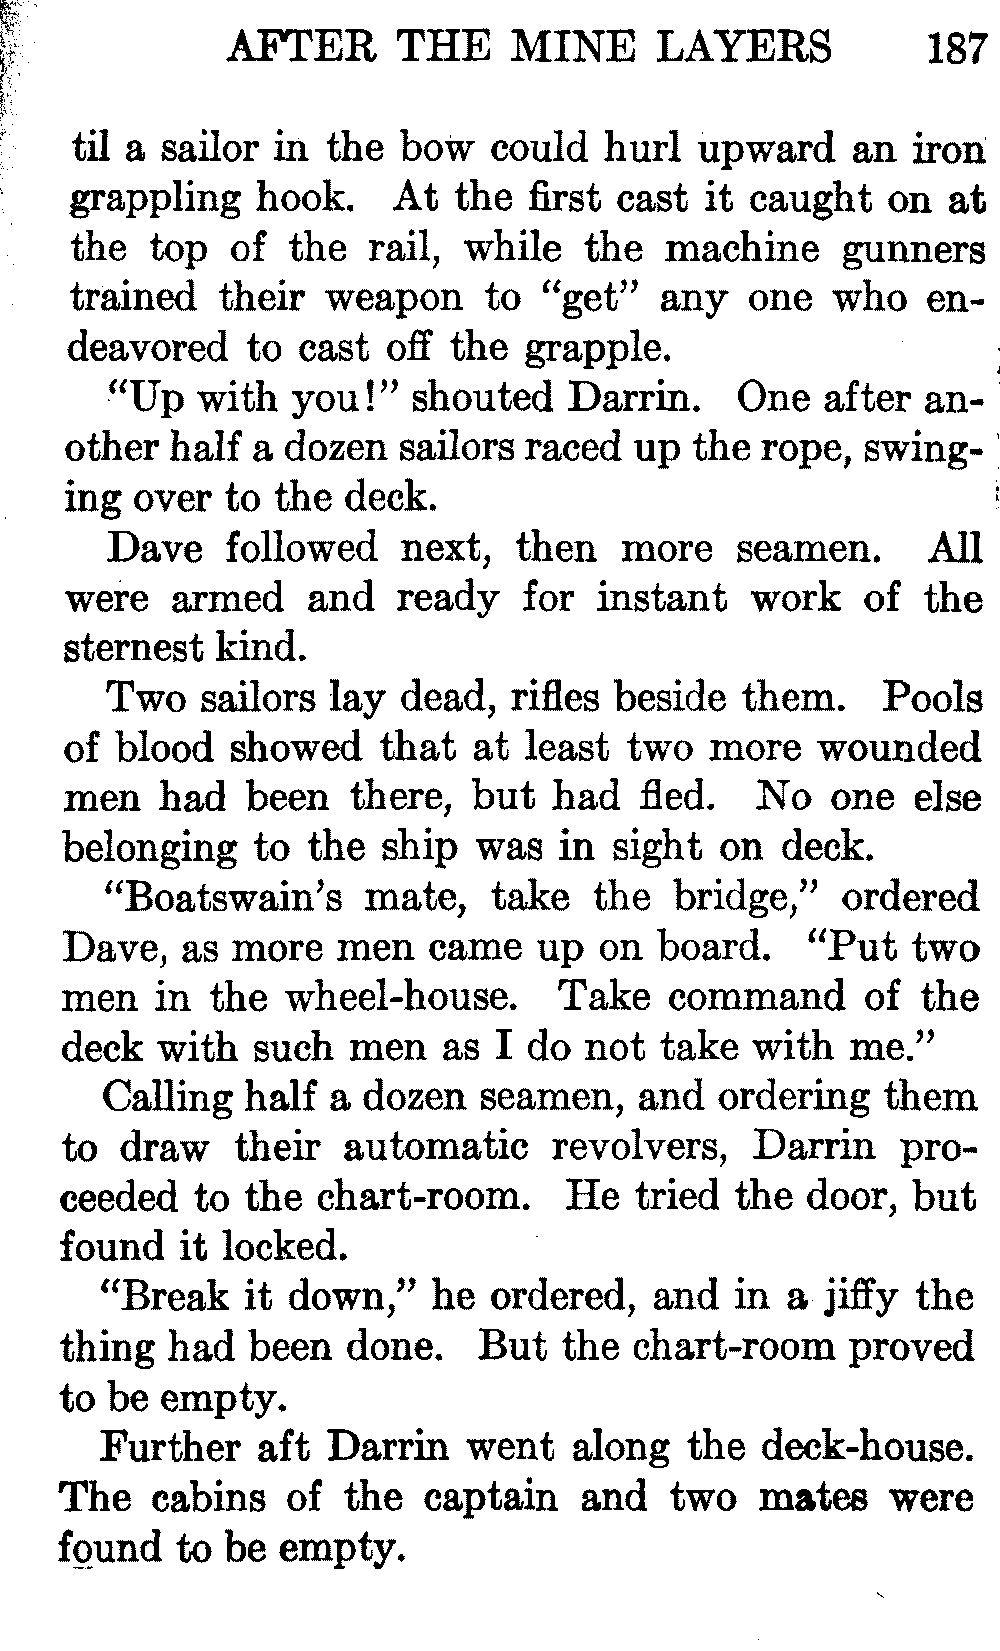 AFTER THE MINE LAYERS 187
til a sailor in the bow could hurl upward an iron
grappling hook. At the first cast it caught on at
the top of the rail, while the machine gunners
trained their weapon to “get” any one who en-
deavored to cast off the grapple.
“Up with you!” shouted Darrin. One after an-
other half a dozen sailors raced up the rope, swing-
ing over to the deck.
Dave followed next, then more seamen. All
were armed and ready for instant work of the
sternest kind.
Two sailors lay dead, rifles beside them. Pools
of blood showed that at least two more wounded
men had been there, but had fled. No one else
belonging to the ship was in sight on deck.
“Boatswain’s mate, take the bridge,” ordered
Dave, as more men came up on board. “Put two
men in the wheel-house. Take command of the
deck with such men as I do not take with me.”
Calling half a dozen seamen, and ordering them
to draw their automatic revolvers, Darrin pro-
ceeded to the chart-room. He tried the door, but
found it locked.
“Break it down,” he ordered, and in a jiffy the
thing had been done. But the chart-room proved
to be empty.
Further aft Darrin went along the deck-house.
The cabins of the captain and two mates were
found to be empty.